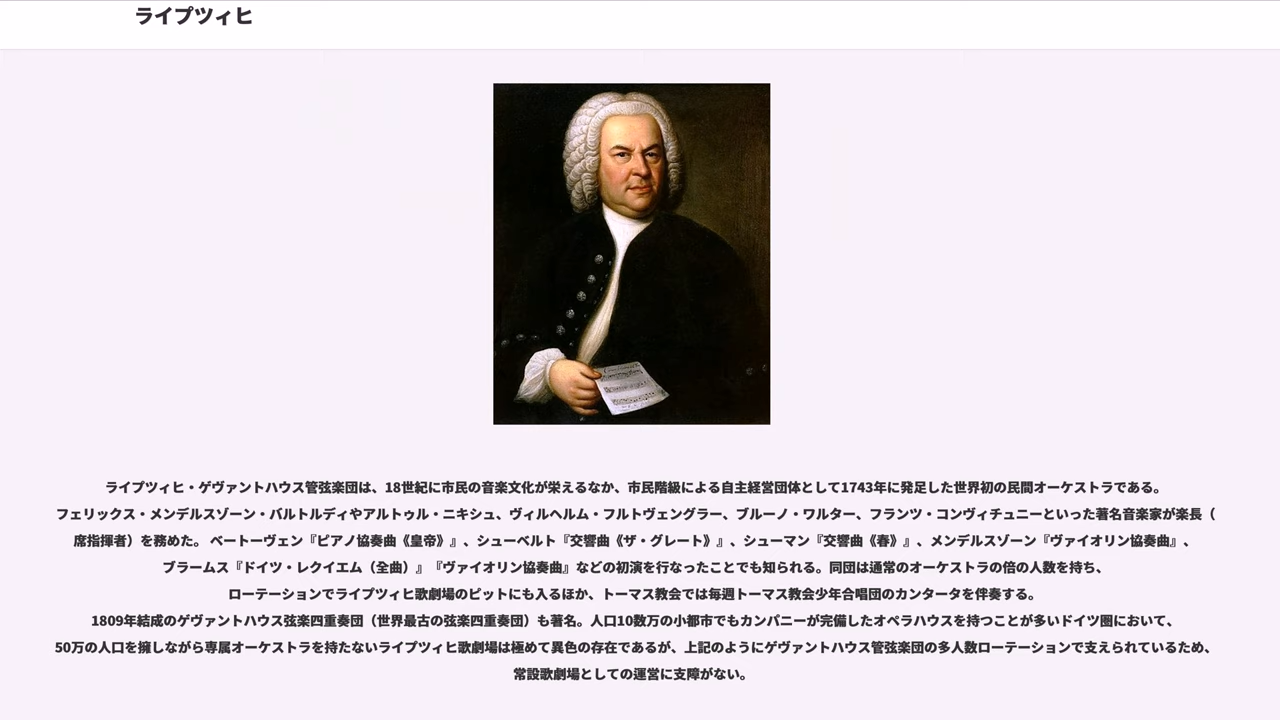 ライプツィヒ
ライプツィヒ・ゲヴァントハウス管弦楽団は、18世紀に市民の音楽文化が栄えるなか、市民階級による自主経営団体として1743年に発足した世界初の民間オーケストラである。
フェリックス・メンデルスゾーン・バルトルディやアルトゥル・ニキシュ、ヴィルヘルム・フルトヴェングラー、ブルーノ・ワルター、フランツ・コンヴィチュニーといった著名音楽家が楽長（
席指揮者）を務めた。 ベートーヴェン『ピアノ協奏曲《皇帝》』、シューベルト『交響曲《ザ・グレート》』、シューマン『交響曲《春》』、メンデルスゾーン『ヴァイオリン協奏曲』、
ブラームス『ドイツ・レクイエム（全曲）』『ヴァイオリン協奏曲』などの初演を行なったことでも知られる。同団は通常のオーケストラの倍の人数を持ち、
ローテーションでライプツィヒ歌劇場のピットにも入るほか、トーマス教会では毎週トーマス教会少年合唱団のカンタータを伴奏する。
1809年結成のゲヴァントハウス弦楽四重奏団（世界最古の弦楽四重奏団）も著名。人口10数万の小都市でもカンパニーが完備したオペラハウスを持つことが多いドイツ圏において、
50万の人口を擁しながら専属オーケストラを持たないライプツィヒ歌劇場は極めて異色の存在であるが、上記のようにゲヴァントハウス管弦楽団の多人数ローテーションで支えられているため、
常設歌劇場としての運営に支障がない。